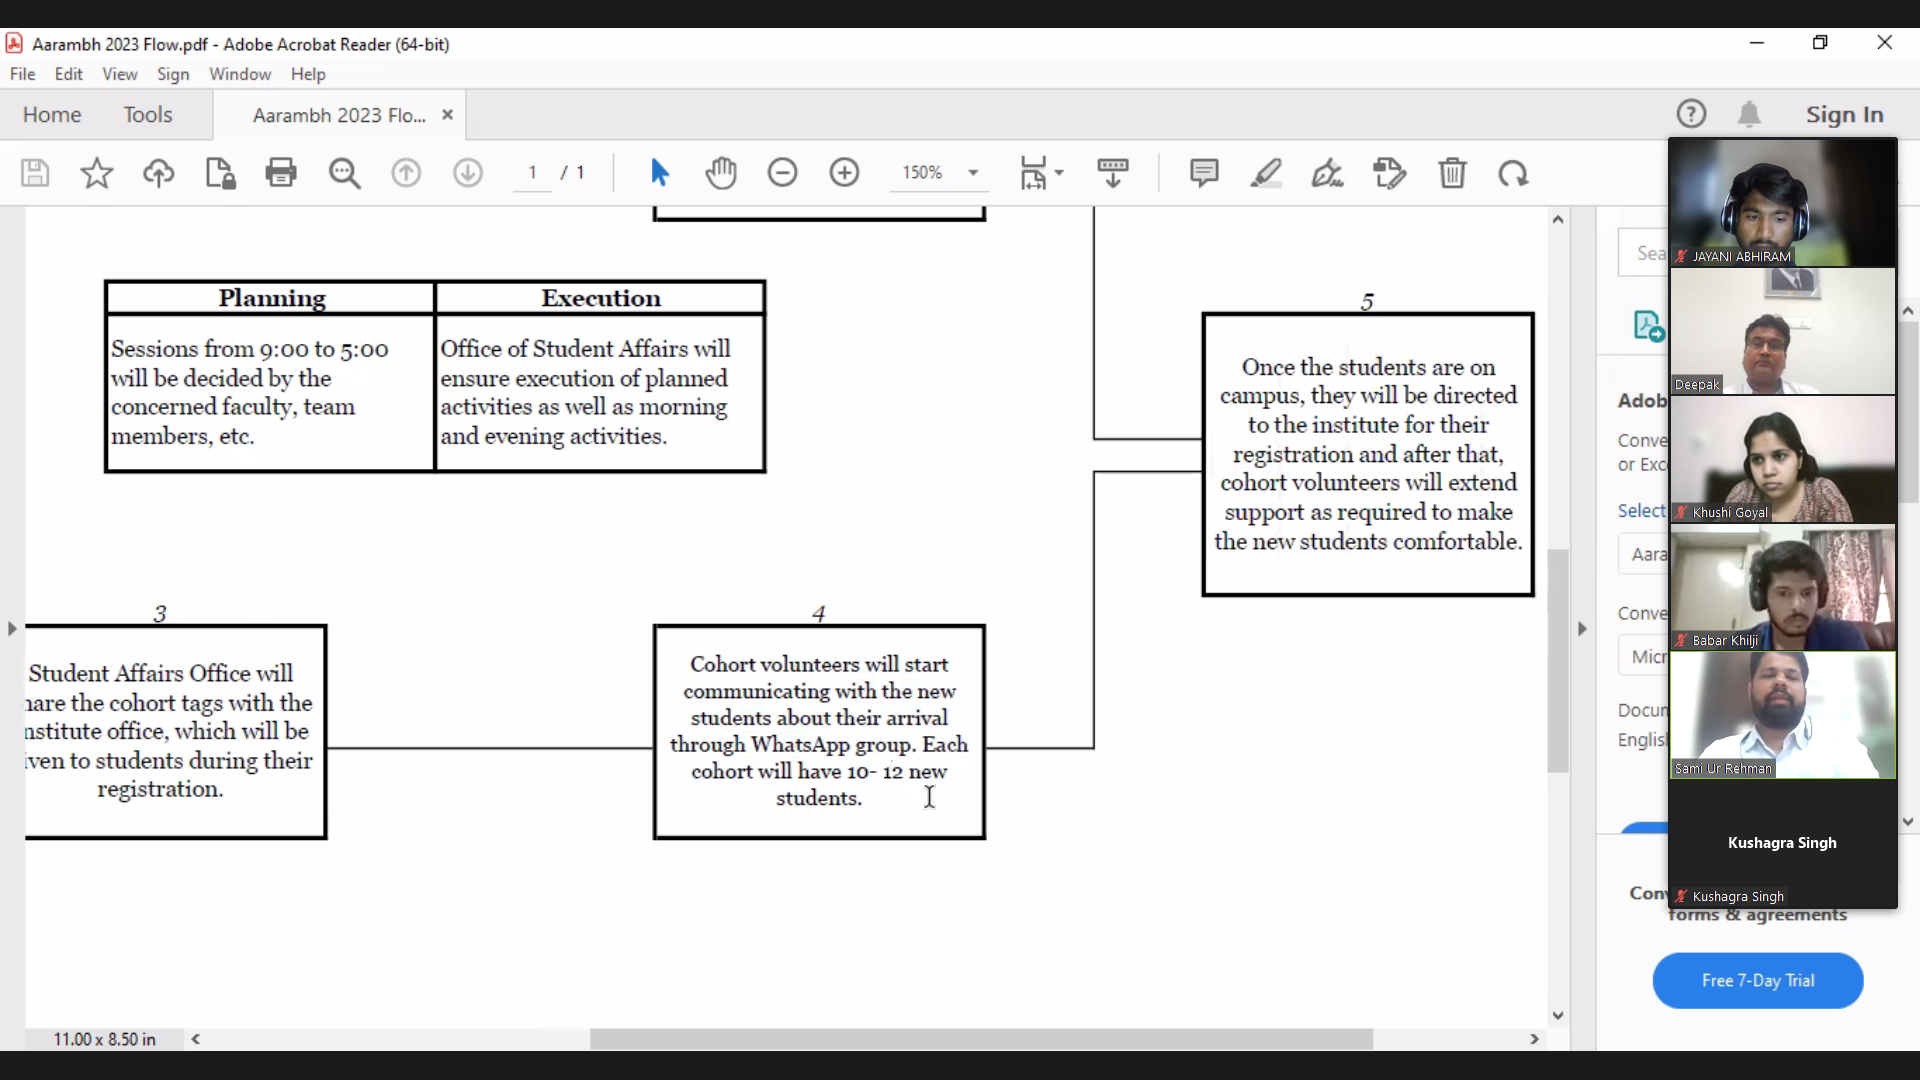 Aarambh 2023 Flow.pdf - Adobe Acrobat Reader (64-bit)
File Edit View Sign Window Help
Home Tools Aarambh 2023 Flo... Sign In
1 / 1 150%
Planning Execution
Sessions from 9:00 to 5:00
will be decided by the
concerned faculty, team
members, etc.
Office of Student Affairs will
ensure execution of planned
activities as well as morning
and evening activities.
5
Once the students are on
campus, they will be directed
to the institute for their
registration and after that,
cohort volunteers will extend
support as required to make
the new students comfortable.
3
Student Affairs Office will
hare the cohort tags with the
nstitute office, which will be
iven to students during their
registration.
4
Cohort volunteers will start
communicating with the new
students about their arrival
through WhatsApp group. Each
cohort will have 10- 12 new
students.
11.00 x 8.50 in
Sea
Adob
Conve
or Exc
Select
Aara
Conve
Micr
Docum
English
Con
forms & agreements
Free 7-Day Trial
JAYANI ABHIRAM
Deepak
Khushi Goyal
Babar Khilji
Sami Ur Rehman
Kushagra Singh
Kushagra Singh